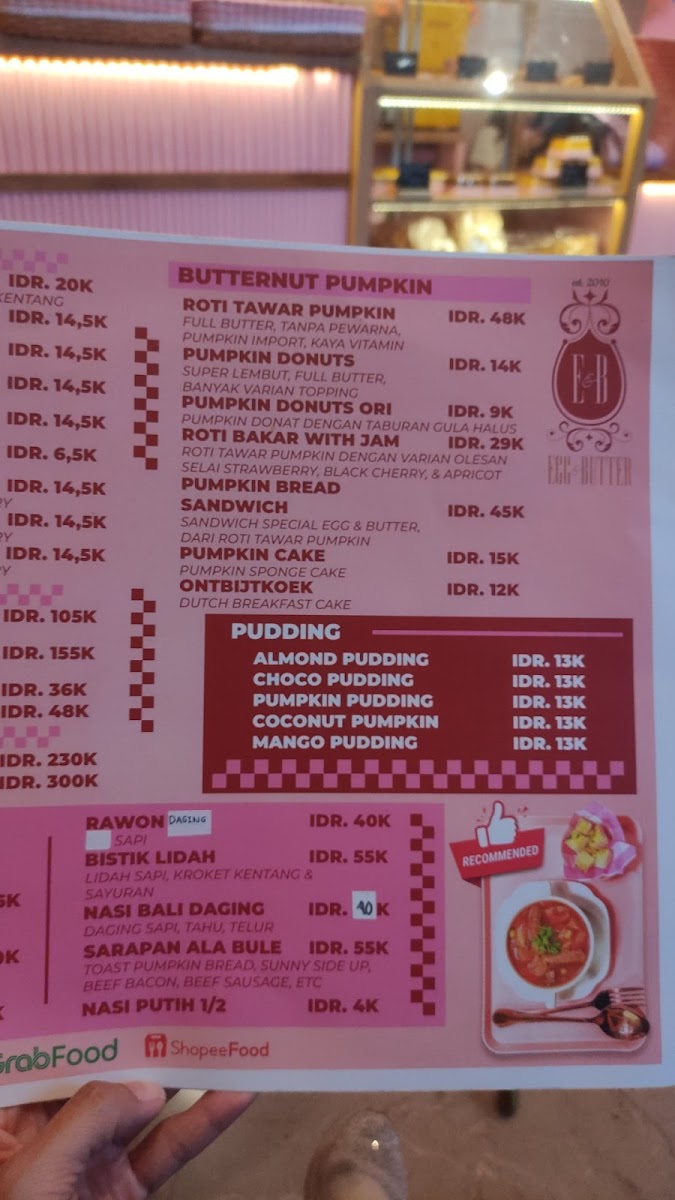 IDR. 20K
KENTANG
IDR. 14,5K
IDR. 14,5K
IDR. 14,5K
IDR. 14,5K
IDR. 6,5K
IDR. 14,5K
RY
IDR. 14,5K
RY
IDR. 14,5K
RY
IDR. 105K
IDR. 155K
IDR. 36K
IDR. 48K
IDR. 230K
IDR. 300K
BUTTERNUT PUMPKIN
ROTI TAWAR PUMPKIN IDR. 48K
FULL BUTTER, TANPA PEWARNA,
PUMPKIN IMPORT, KAYA VITAMIN
PUMPKIN DONUTS IDR. 14K
SUPER LEMBUT, FULL BUTTER,
BANYAK VARIAN TOPPING
PUMPKIN DONUTS ORI IDR. 9K
PUMPKIN DONAT DENGAN TABURAN GULA HALUS
ROTI BAKAR WITH JAM IDR. 29K
ROTI TAWAR PUMPKIN DENGAN VARIAN OLESAN
SELAI STRAWBERRY, BLACK CHERRY, & APRICOT
PUMPKIN BREAD
SANDWICH IDR. 45K
SANDWICH SPECIAL EGG & BUTTER,
DARI ROTI TAWAR PUMPKIN
PUMPKIN CAKE IDR. 15K
PUMPKIN SPONGE CAKE
ONTBIJTKOEK IDR. 12K
DUTCH BREAKFAST CAKE
est. 2010
E&B
EGG & BUTTER
PUDDING
ALMOND PUDDING IDR. 13K
CHOCO PUDDING IDR. 13K
PUMPKIN PUDDING IDR. 13K
COCONUT PUMPKIN IDR. 13K
MANGO PUDDING IDR. 13K
5K
0K
K
RAWON DAGING IDR. 40K
SAPI
BISTIK LIDAH IDR. 55K
LIDAH SAPI, KROKET KENTANG &
SAYURAN
NASI BALI DAGING IDR. 40K
DAGING SAPI, TAHU, TELUR
SARAPAN ALA BULE IDR. 55K
TOAST PUMPKIN BREAD, SUNNY SIDE UP,
BEEF BACON, BEEF SAUSAGE, ETC
NASI PUTIH 1/2 IDR. 4K
RECOMMENDED
GrabFood
ShopeeFood